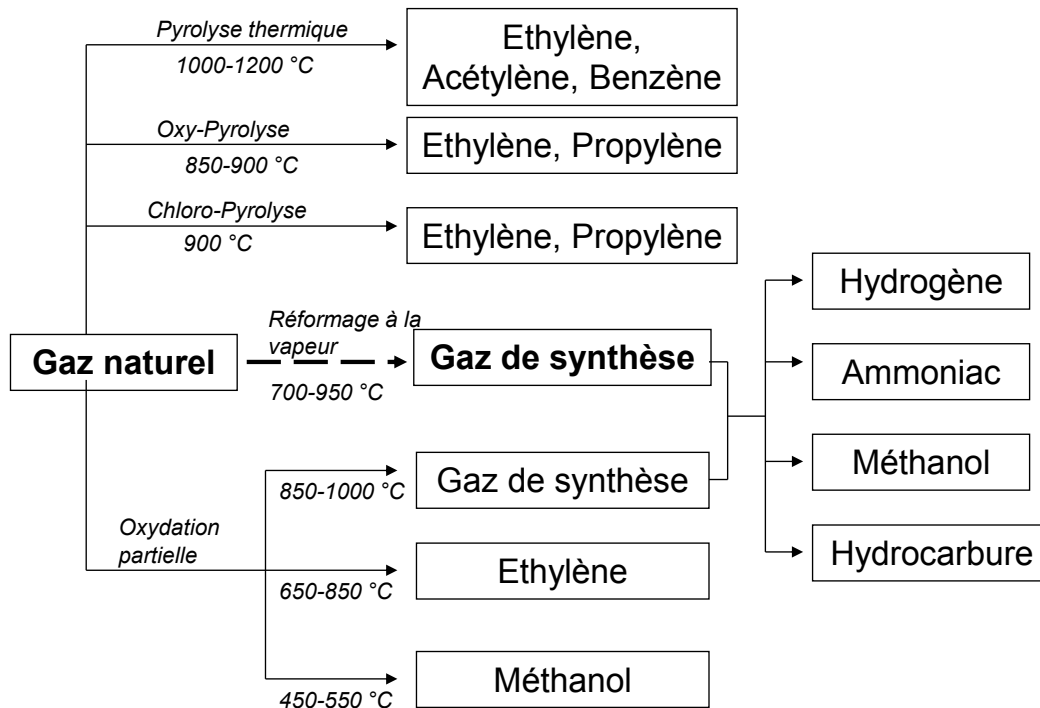 Pyrolyse thermique
1000-1200 °C
Ethylène,
Acétylène, Benzène
Oxy-Pyrolyse
850-900 °C
Ethylène, Propylène
Chloro-Pyrolyse
900 °C
Ethylène, Propylène
Gaz naturel
Réformage à la
vapeur
700-950 °C
Gaz de synthèse
Oxydation
partielle
850-1000 °C
Gaz de synthèse
650-850 °C
Ethylène
450-550 °C
Méthanol
Hydrogène
Ammoniac
Méthanol
Hydrocarbure